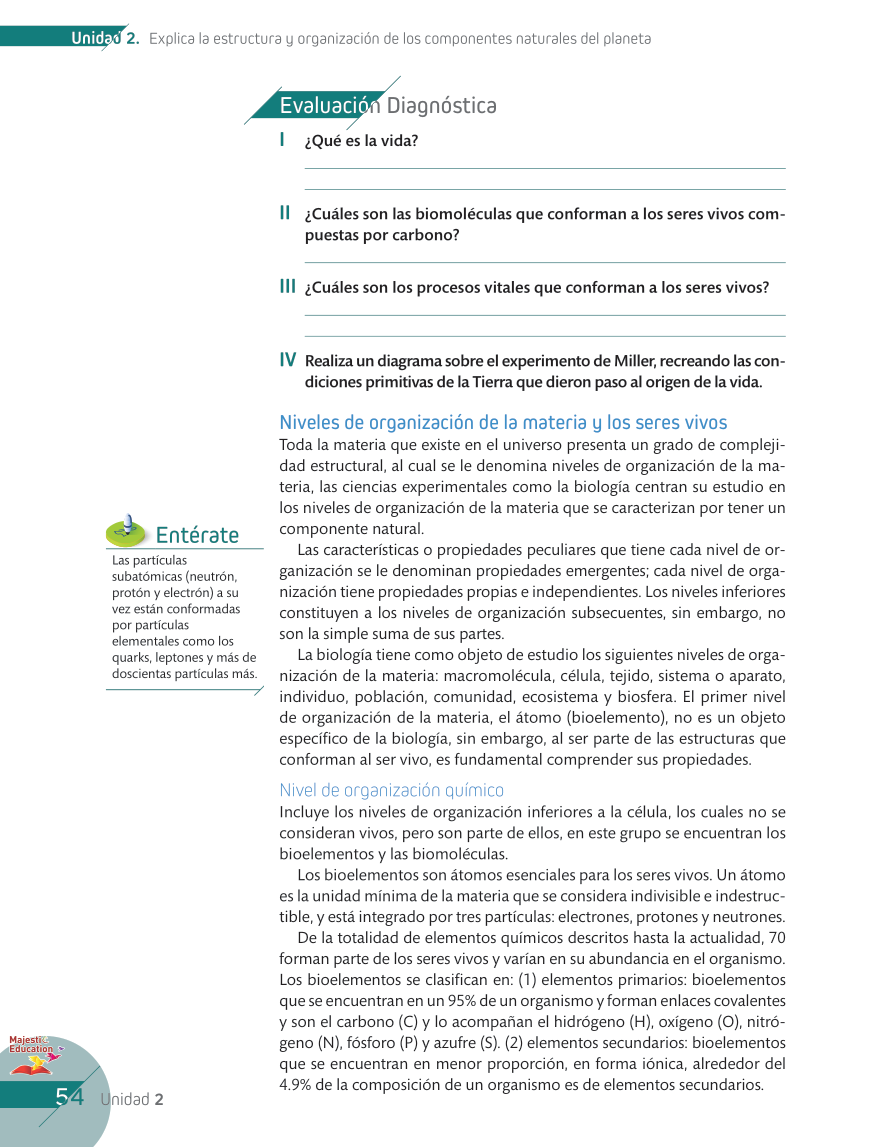 Unidad 2. Explica la estructura y organización de los componentes naturales del planeta
Evaluación Diagnóstica
I ¿Qué es la vida?
II ¿Cuáles son las biomoléculas que conforman a los seres vivos com-
puestas por carbono?
III ¿Cuáles son los procesos vitales que conforman a los seres vivos?
IV Realiza un diagrama sobre el experimento de Miller, recreando las con-
diciones primitivas de la Tierra que dieron paso al origen de la vida.
Niveles de organización de la materia y los seres vivos
Toda la materia que existe en el universo presenta un grado de compleji-
dad estructural, al cual se le denomina niveles de organización de la ma-
teria, las ciencias experimentales como la biología centran su estudio en
los niveles de organización de la materia que se caracterizan por tener un
componente natural.
Las características o propiedades peculiares que tiene cada nivel de or-
ganización se le denominan propiedades emergentes; cada nivel de orga-
nización tiene propiedades propias e independientes. Los niveles inferiores
constituyen a los niveles de organización subsecuentes, sin embargo, no
son la simple suma de sus partes.
La biología tiene como objeto de estudio los siguientes niveles de orga-
nización de la materia: macromolécula, célula, tejido, sistema o aparato,
individuo, población, comunidad, ecosistema y biosfera. El primer nivel
de organización de la materia, el átomo (bioelemento), no es un objeto
específico de la biología, sin embargo, al ser parte de las estructuras que
conforman al ser vivo, es fundamental comprender sus propiedades.
Entérate
Las partículas
subatómicas (neutrón,
protón y electrón) a su
vez están conformadas
por partículas
elementales como los
quarks, leptones y más de
doscientas partículas más.
Nivel de organización químico
Incluye los niveles de organización inferiores a la célula, los cuales no se
consideran vivos, pero son parte de ellos, en este grupo se encuentran los
bioelementos y las biomoléculas.
Los bioelementos son átomos esenciales para los seres vivos. Un átomo
es la unidad mínima de la materia que se considera indivisible e indestruc-
tible, y está integrado por tres partículas: electrones, protones y neutrones.
De la totalidad de elementos químicos descritos hasta la actualidad, 70
forman parte de los seres vivos y varían en su abundancia en el organismo.
Los bioelementos se clasifican en: (1) elementos primarios: bioelementos
que se encuentran en un 95% de un organismo y forman enlaces covalentes
y son el carbono (C) y lo acompañan el hidrógeno (H), oxígeno (O), nitró-
geno (N), fósforo (P) y azufre (S). (2) elementos secundarios: bioelementos
que se encuentran en menor proporción, en forma iónica, alrededor del
4.9% de la composición de un organismo es de elementos secundarios.
Majestic
Education
54 Unidad 2